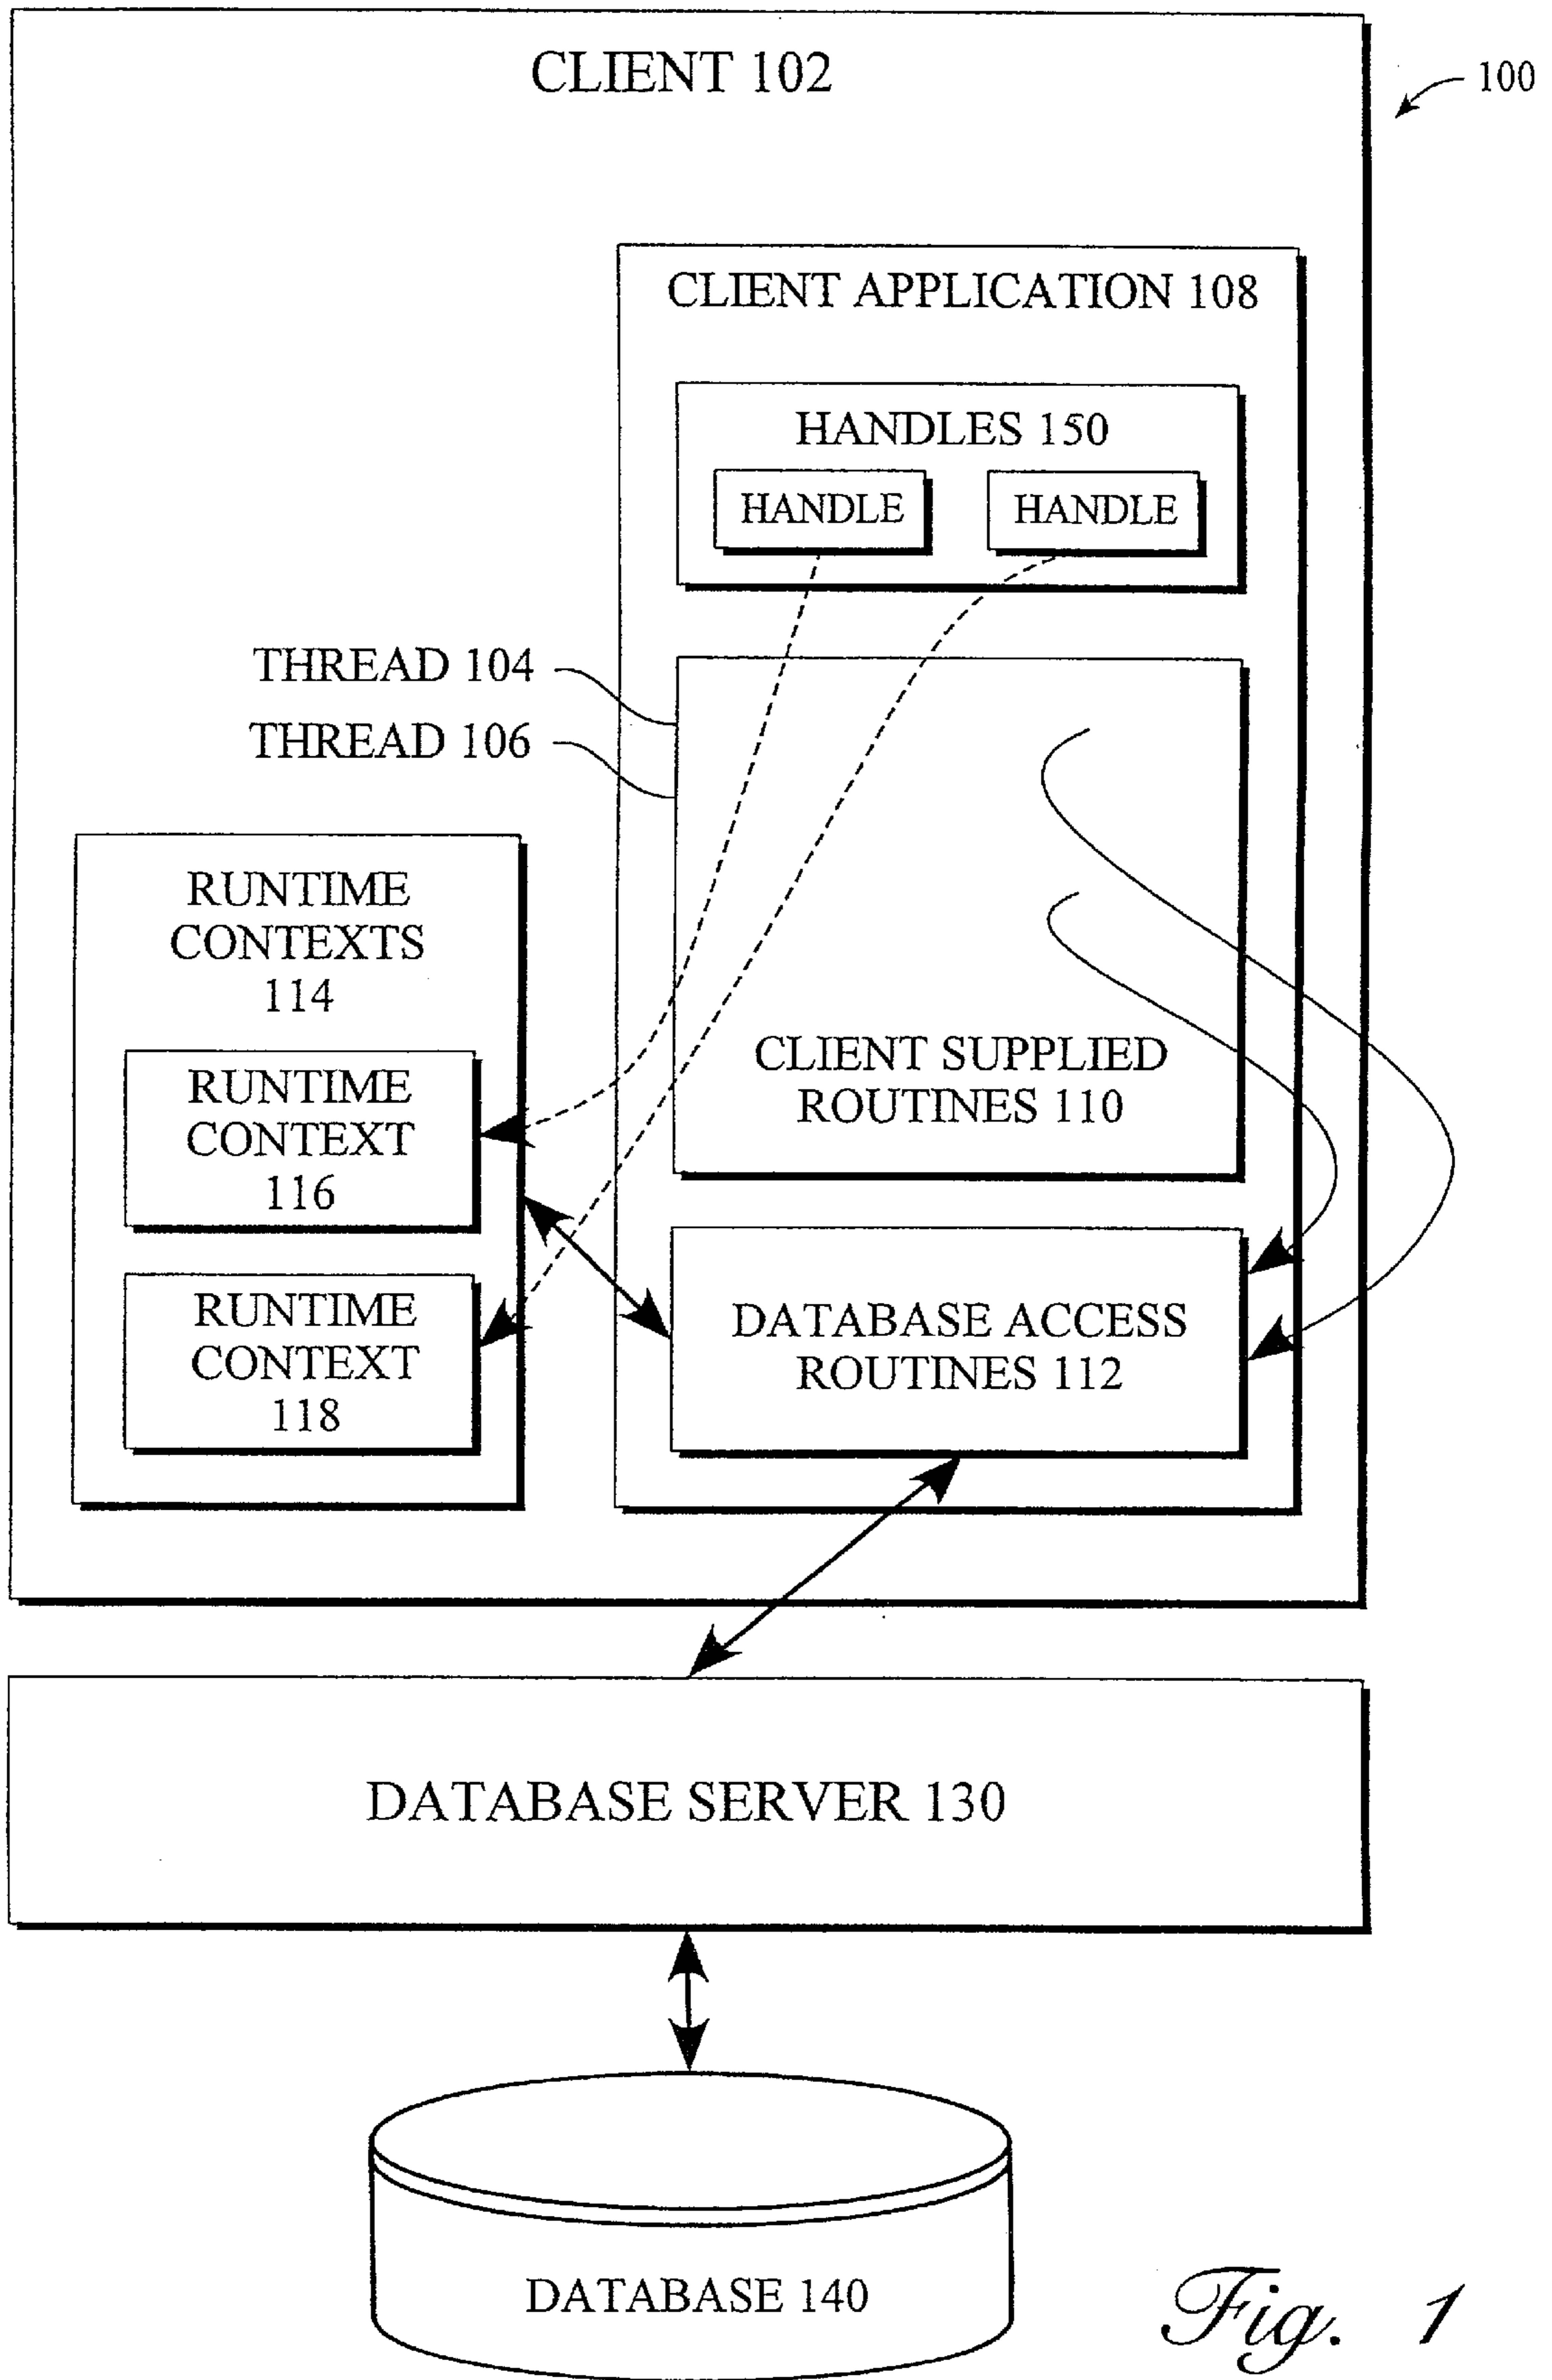 CLIENT 102
100
CLIENT APPLICATION 108
HANDLES 150
HANDLE
HANDLE
THREAD 104
THREAD 106
RUNTIME
CONTEXTS
114
RUNTIME
CONTEXT
116
RUNTIME
CONTEXT
118
CLIENT SUPPLIED
ROUTINES 110
DATABASE ACCESS
ROUTINES 112
DATABASE SERVER 130
DATABASE 140
Fig. 1